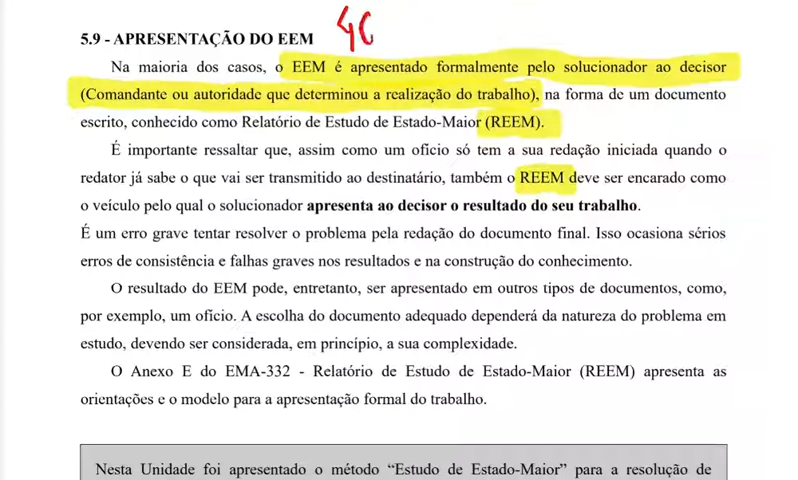 5.9 - APRESENTAÇÃO DO EEM
Na maioria dos casos, o EEM é apresentado formalmente pelo solucionador ao decisor
(Comandante ou autoridade que determinou a realização do trabalho), na forma de um documento
escrito, conhecido como Relatório de Estudo de Estado-Maior (REEM).
É importante ressaltar que, assim como um ofício só tem a sua redação iniciada quando o
redator já sabe o que vai ser transmitido ao destinatário, também o REEM deve ser encarado como
o veículo pelo qual o solucionador apresenta ao decisor o resultado do seu trabalho.
É um erro grave tentar resolver o problema pela redação do documento final. Isso ocasiona sérios
erros de consistência e falhas graves nos resultados e na construção do conhecimento.
O resultado do EEM pode, entretanto, ser apresentado em outros tipos de documentos, como,
por exemplo, um ofício. A escolha do documento adequado dependerá da natureza do problema em
estudo, devendo ser considerada, em princípio, a sua complexidade.
O Anexo E do EMA-332 - Relatório de Estudo de Estado-Maior (REEM) apresenta as
orientações e o modelo para a apresentação formal do trabalho.
Nesta Unidade foi apresentado o método “Estudo de Estado-Maior” para a resolução de